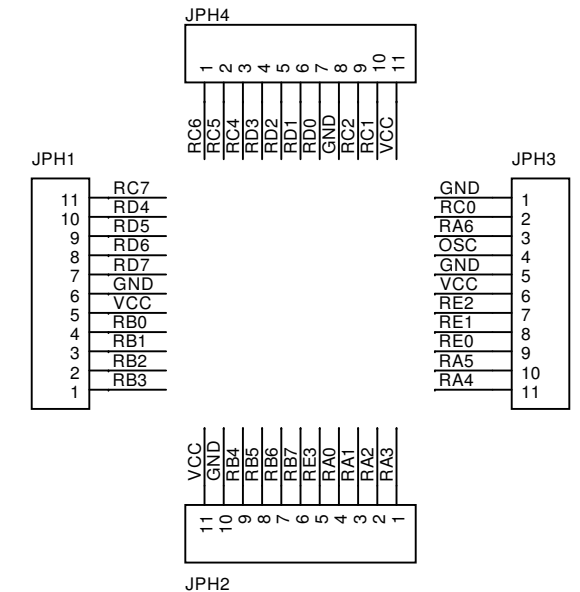 JPH4
1 2 3 4 5 6 7 8 9 10 11
RC6 RC5 RC4 RD3 RD2 RD1 RD0 GND RC2 RC1 VCC
JPH1
11 RC7
10 RD4
9 RD5
8 RD6
7 RD7
6 GND
5 VCC
4 RB0
3 RB1
2 RB2
1 RB3
JPH3
GND 1
RC0 2
RA6 3
OSC 4
GND 5
VCC 6
RE2 7
RE1 8
RE0 9
RA5 10
RA4 11
VCC GND RB4 RB5 RB6 RB7 RE3 RA0 RA1 RA2 RA3
11 10 9 8 7 6 5 4 3 2 1
JPH2